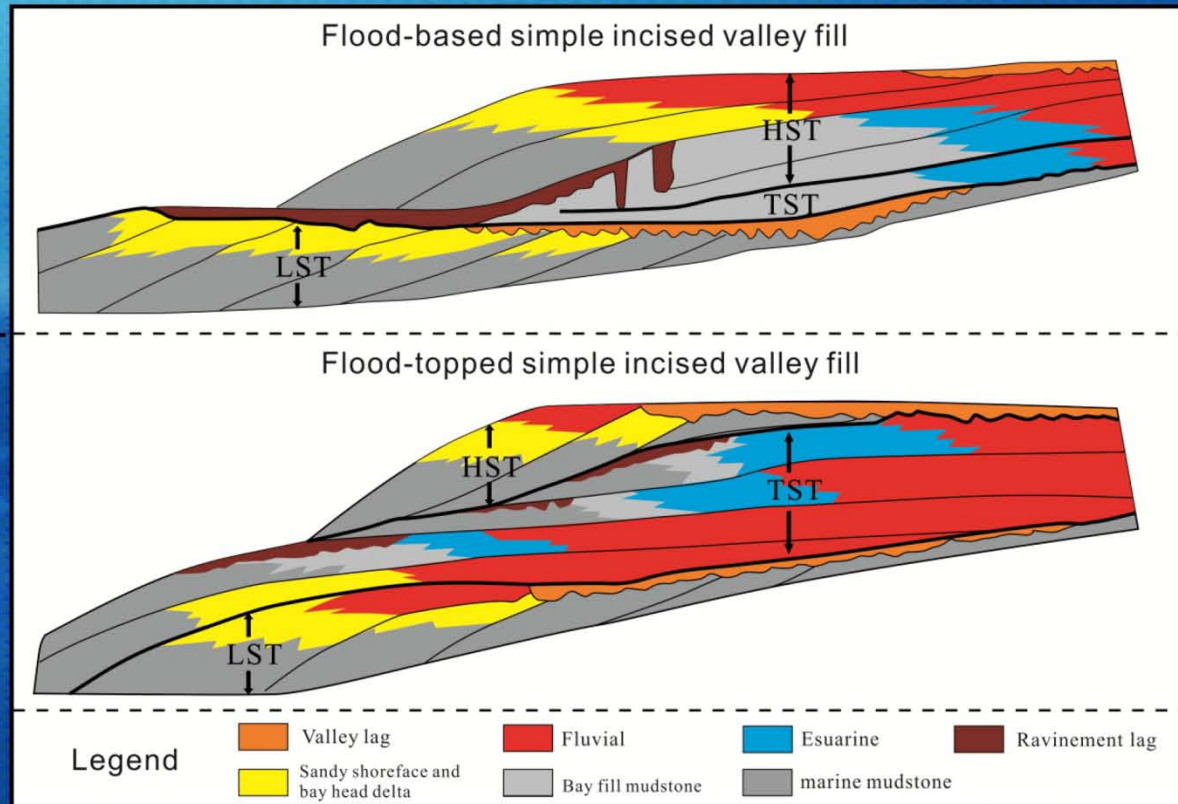 Flood-based simple incised valley fill
HST
TST
LST
Flood-topped simple incised valley fill
HST
TST
LST
Legend
Valley lag
Fluvial
Esuarine
Ravinement lag
Sandy shoreface and
bay head delta
Bay fill mudstone
marine mudstone